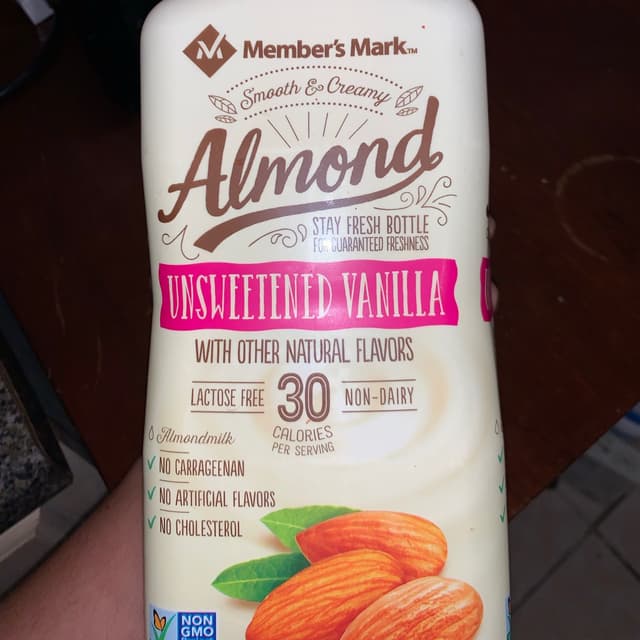 Member's Mark™
Smooth & Creamy
Almond
STAY FRESH BOTTLE
FOR GUARANTEED FRESHNESS
UNSWEETENED VANILLA
WITH OTHER NATURAL FLAVORS
LACTOSE FREE 30 NON-DAIRY
CALORIES
PER SERVING
Almondmilk
NO CARRAGEENAN
NO ARTIFICIAL FLAVORS
NO CHOLESTEROL
NON
GMO